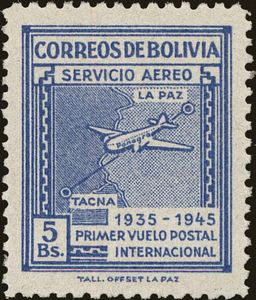 CORREOS DE BOLIVIA
SERVICIO AEREO
LA PAZ
Panagra
TACNA
1935-1945
5
Bs.
PRIMER VUELO POSTAL
INTERNACIONAL
TALL. OFFSET LA PAZ